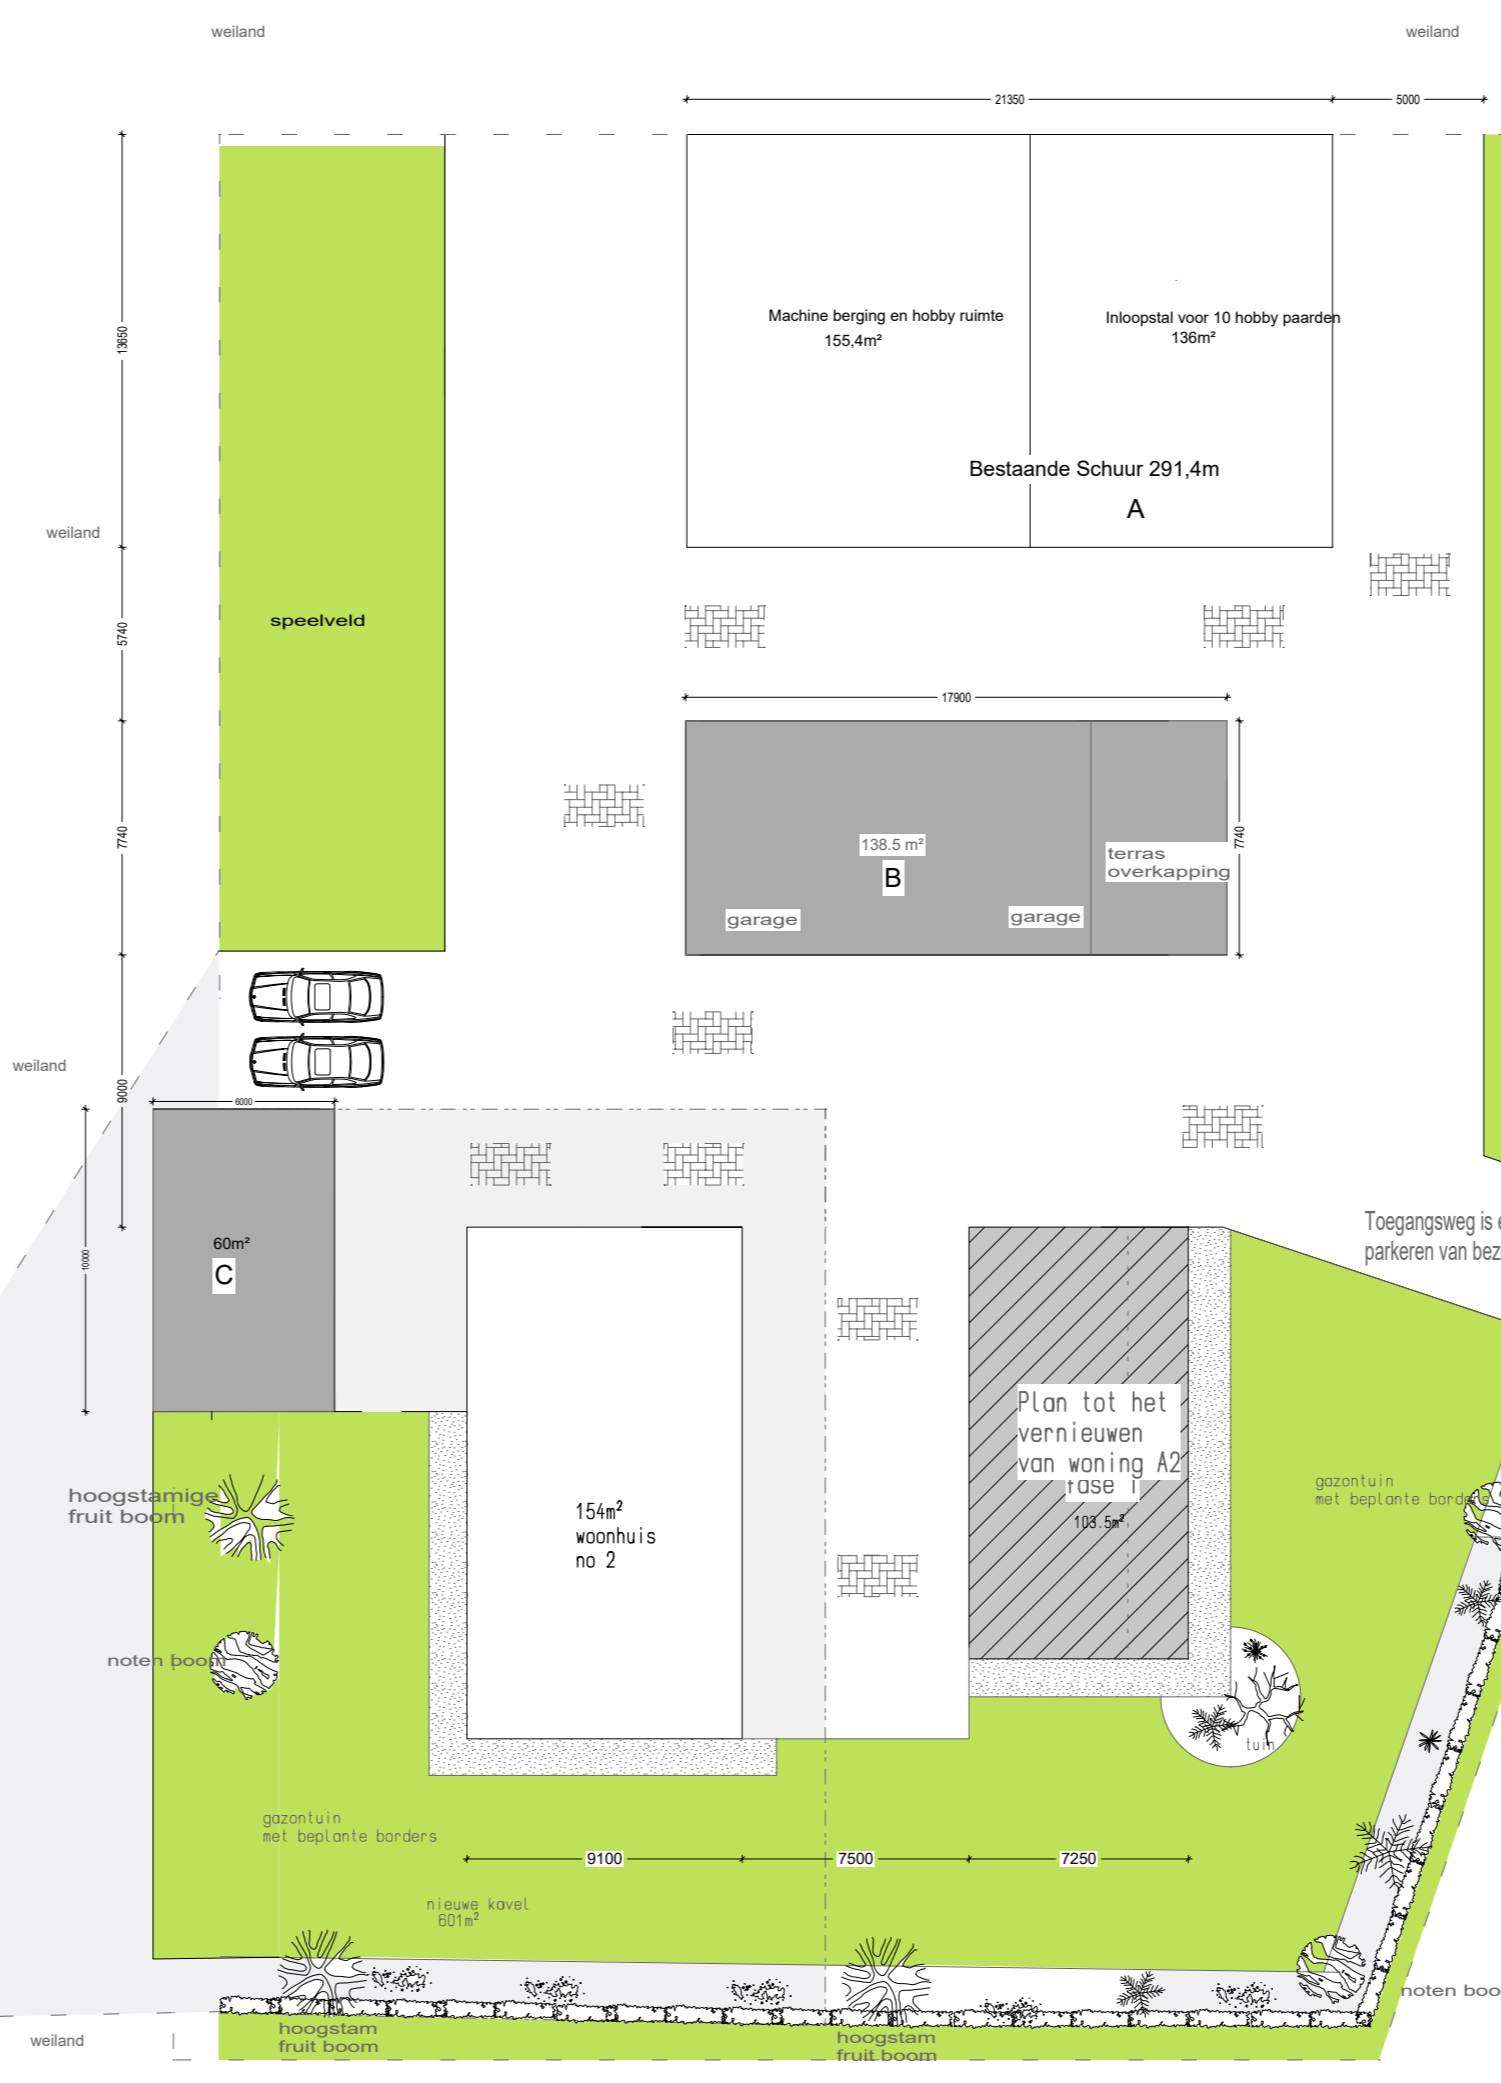 weiland
weiland
21350
5000
13650
Machine berging en hobby ruimte
155,4m²
Inloopstal voor 10 hobby paarden
136m²
Bestaande Schuur 291,4m
A
weiland
speelveld
5740
17900
7740
7740
138.5 m²
B
terras
overkapping
garage
garage
weiland
9000
6000
10000
60m²
C
Toegangsweg is e
parkeren van bez
Plan tot het
vernieuwen
van woning A2
fase 1
103.5m²
gazontuin
met beplante borders
hoogstamige
fruit boom
154m²
woonhuis
no 2
noten boom
tuin
gazontuin
met beplante borders
9100
7500
7250
nieuwe kavel
601m²
noten boo
weiland
hoogstam
fruit boom
hoogstam
fruit boom